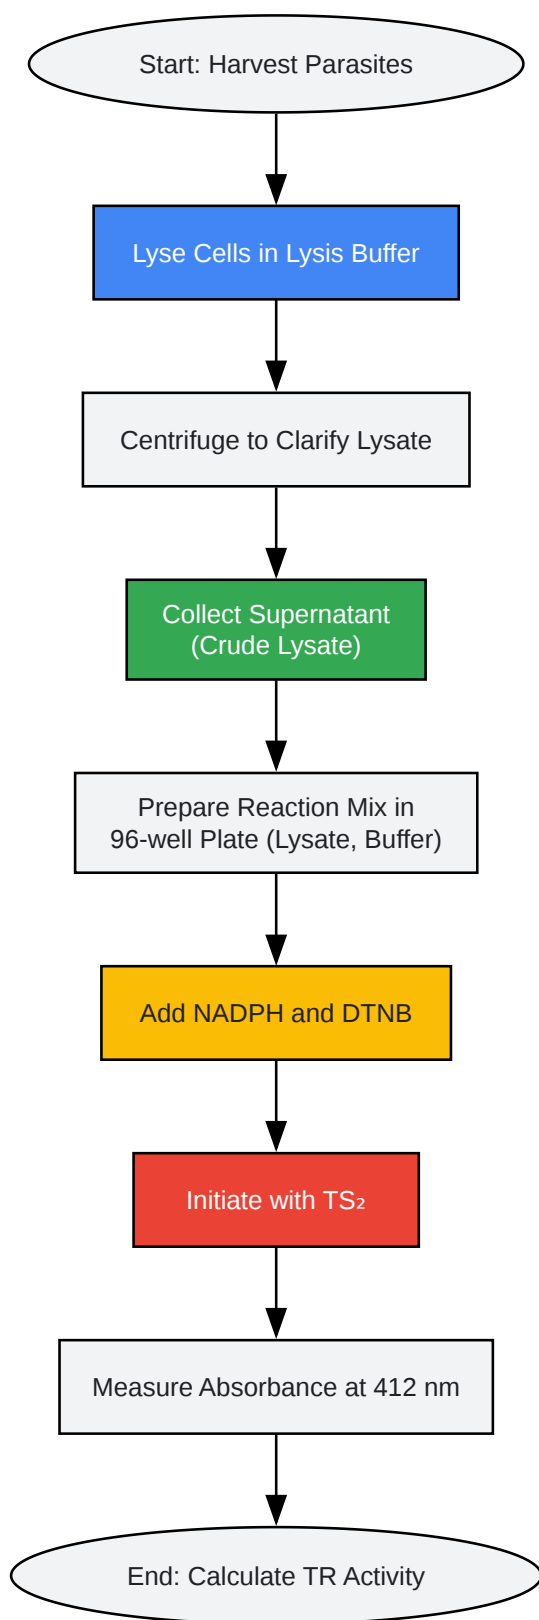 Start: Harvest Parasites
Lyse Cells in Lysis Buffer
Centrifuge to Clarify Lysate
Collect Supernatant
(Crude Lysate)
Prepare Reaction Mix in
96-well Plate (Lysate, Buffer)
Add NADPH and DTNB
Initiate with TS₂
Measure Absorbance at 412 nm
End: Calculate TR Activity